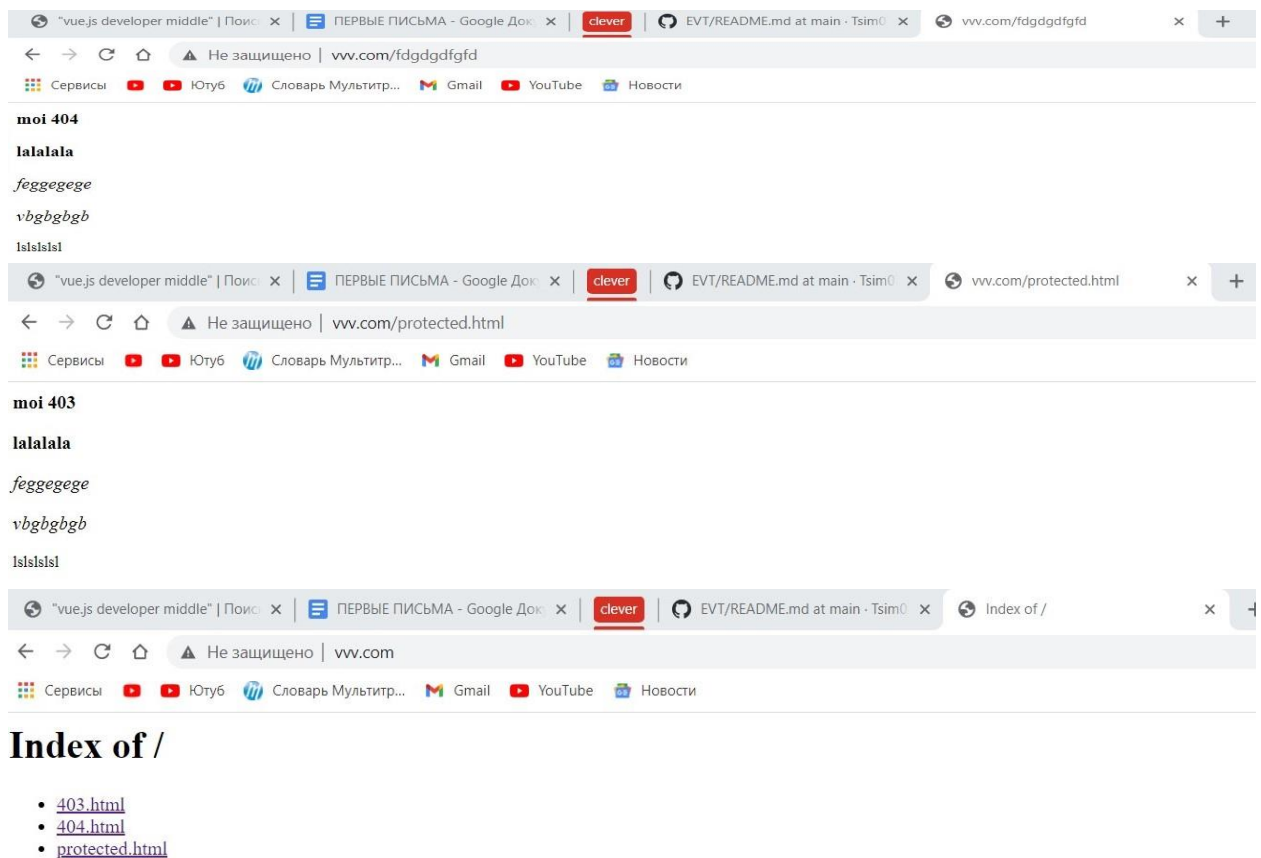 "vue.js developer middle" | Поис ПЕРВЫЕ ПИСЬМА - Google Док clever EVT/README.md at main · Tsim0 vvv.com/fdgdgdfgfd
Не защищено | vvv.com/fdgdgdfgfd
Сервисы Ютуб Словарь Мультитр... Gmail YouTube Новости
moi 404
lalalala
feggegege
vbgbgbgb
lslslslsl
"vue.js developer middle" | Поис ПЕРВЫЕ ПИСЬМА - Google Док clever EVT/README.md at main · Tsim0 vvv.com/protected.html
Не защищено | vvv.com/protected.html
Сервисы Ютуб Словарь Мультитр... Gmail YouTube Новости
moi 403
lalalala
feggegege
vbgbgbgb
lslslslsl
"vue.js developer middle" | Поис ПЕРВЫЕ ПИСЬМА - Google Док clever EVT/README.md at main · Tsim0 Index of /
Не защищено | vvv.com
Сервисы Ютуб Словарь Мультитр... Gmail YouTube Новости
Index of /
403.html
404.html
protected.html